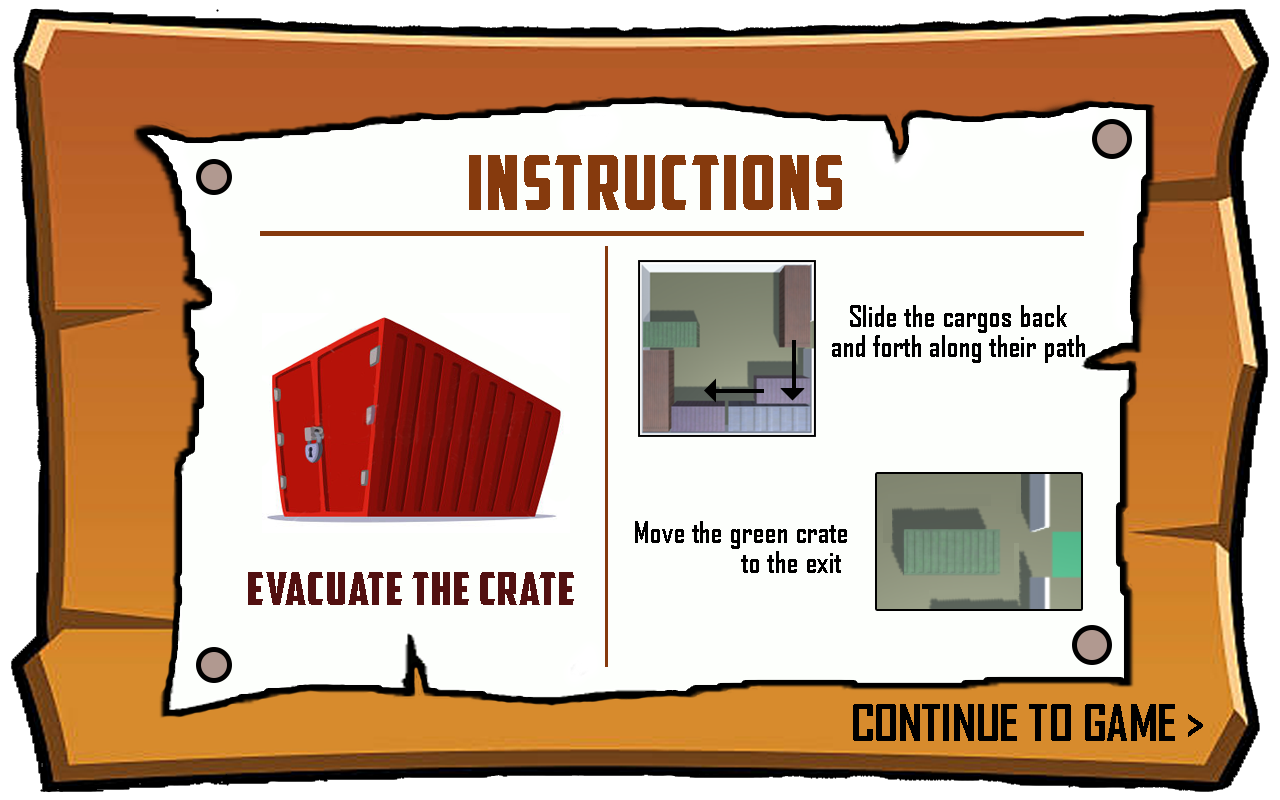 INSTRUCTIONS
Slide the cargos back
and forth along their path
Move the green crate
to the exit
EVACUATE THE CRATE
CONTINUE TO GAME >